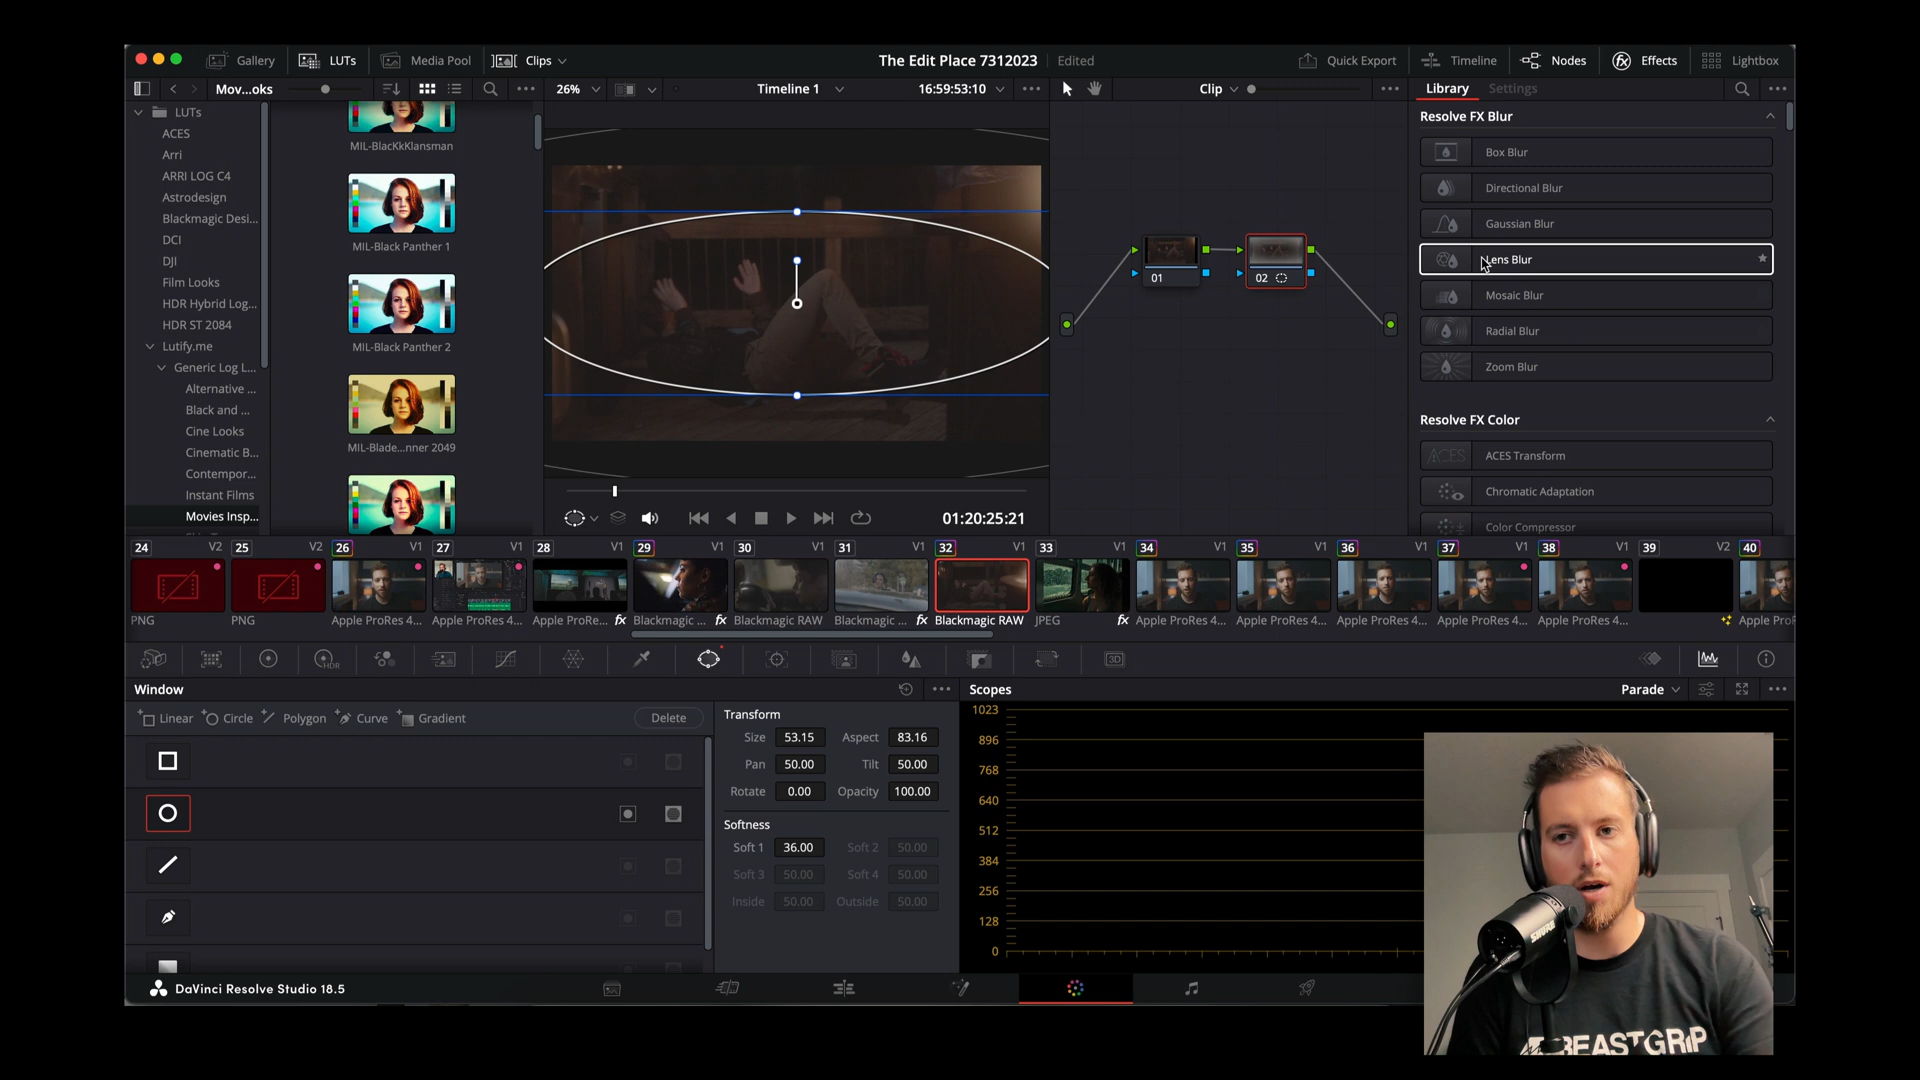 Gallery LUTs Media Pool Clips The Edit Place 7312023 Edited Quick Export Timeline Nodes Effects Lightbox
Mov...oks 26% Timeline 1 16:59:53:10 Clip Library Settings
LUTs
ACES
Arri
ARRI LOG C4
Astrodesign
Blackmagic Desi...
DCI
DJI
Film Looks
HDR Hybrid Log...
HDR ST 2084
Lutify.me
Generic Log L...
Alternative ...
Black and ...
Cine Looks
Cinematic B...
Contempor...
Instant Films
Movies Insp...
MIL-BlacKkKlansman
MIL-Black Panther 1
MIL-Black Panther 2
MIL-Blade...nner 2049
01:20:25:21
01
02
Resolve FX Blur
Box Blur
Directional Blur
Gaussian Blur
Lens Blur
Mosaic Blur
Radial Blur
Zoom Blur
Resolve FX Color
ACES ACES Transform
Chromatic Adaptation
Color Compressor
24 V2 25 V2 26 V1 27 V1 28 V1 29 V1 30 V1 31 V1 32 V1 33 V1 34 V1 35 V1 36 V1 37 V1 38 V1 39 V2 40
PNG PNG Apple ProRes 4... Apple ProRes 4... Apple ProRe... fx Blackmagic ... fx Blackmagic RAW Blackmagic ... fx Blackmagic RAW JPEG fx Apple ProRes 4... Apple ProRes 4... Apple ProRes 4... Apple ProRes 4... Apple ProRes 4... Apple Pro
HDR 3D
Window
Linear Circle Polygon Curve Gradient Delete
Transform
Size 53.15 Aspect 83.16
Pan 50.00 Tilt 50.00
Rotate 0.00 Opacity 100.00
Softness
Soft 1 36.00 Soft 2 50.00
Soft 3 50.00 Soft 4 50.00
Inside 50.00 Outside 50.00
Scopes Parade
1023
896
768
640
512
384
256
128
0
SHURE
BEASTGRIP
DaVinci Resolve Studio 18.5